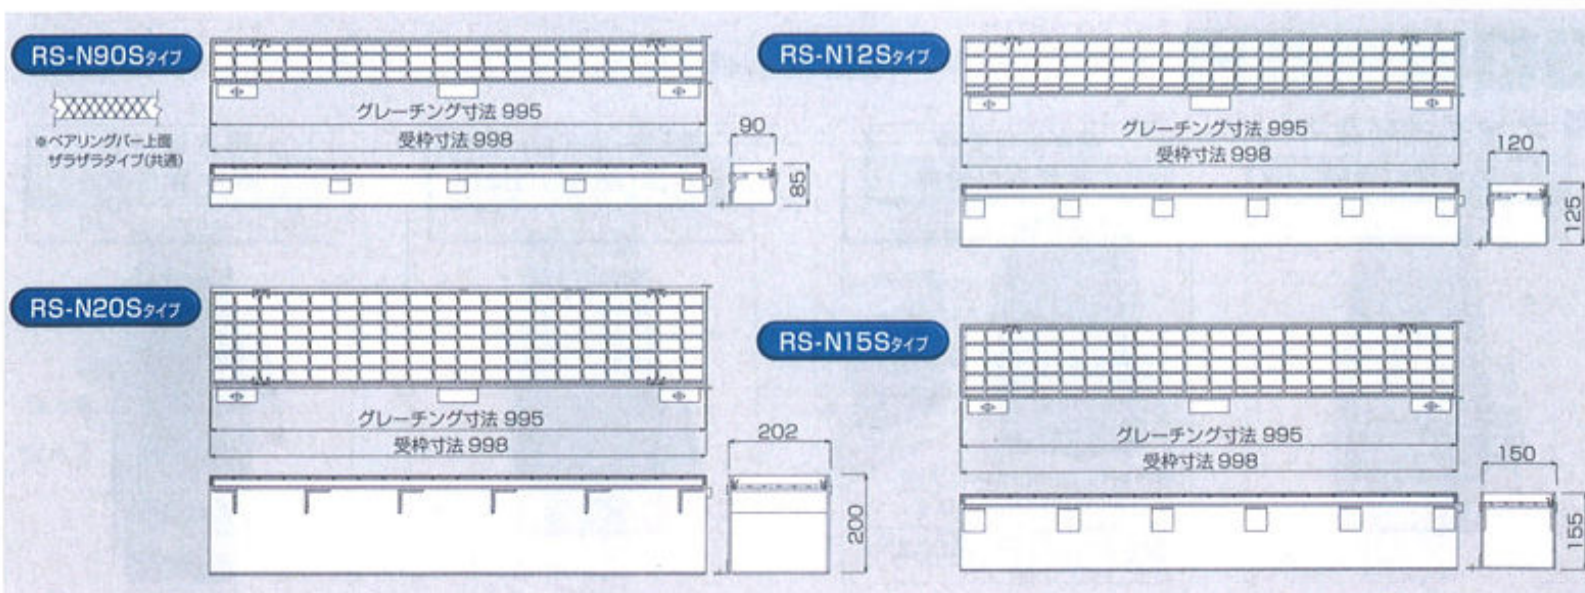 RS-N90Sタイプ
※ベアリングバー上面
ザラザラタイプ(共通)
グレーチング寸法 995
受枠寸法 998
90
85
RS-N12Sタイプ
グレーチング寸法 995
受枠寸法 998
120
125
RS-N20Sタイプ
グレーチング寸法 995
受枠寸法 998
202
200
RS-N15Sタイプ
グレーチング寸法 995
受枠寸法 998
150
155